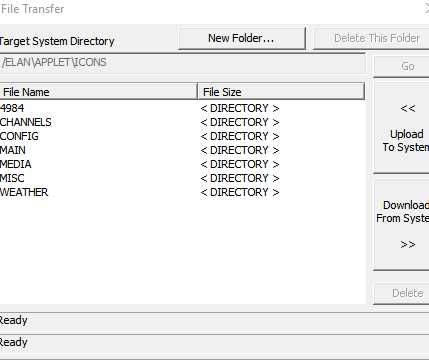 File Transfer
Target System Directory
New Folder...
Delete This Folder
/ELAN\APPLET\ICONS
Go
File Name File Size
4984 < DIRECTORY >
CHANNELS < DIRECTORY >
CONFIG < DIRECTORY >
MAIN < DIRECTORY >
MEDIA < DIRECTORY >
MISC < DIRECTORY >
WEATHER < DIRECTORY >
<<
Upload
To System
Download
From System
>>
Delete
Ready
Ready